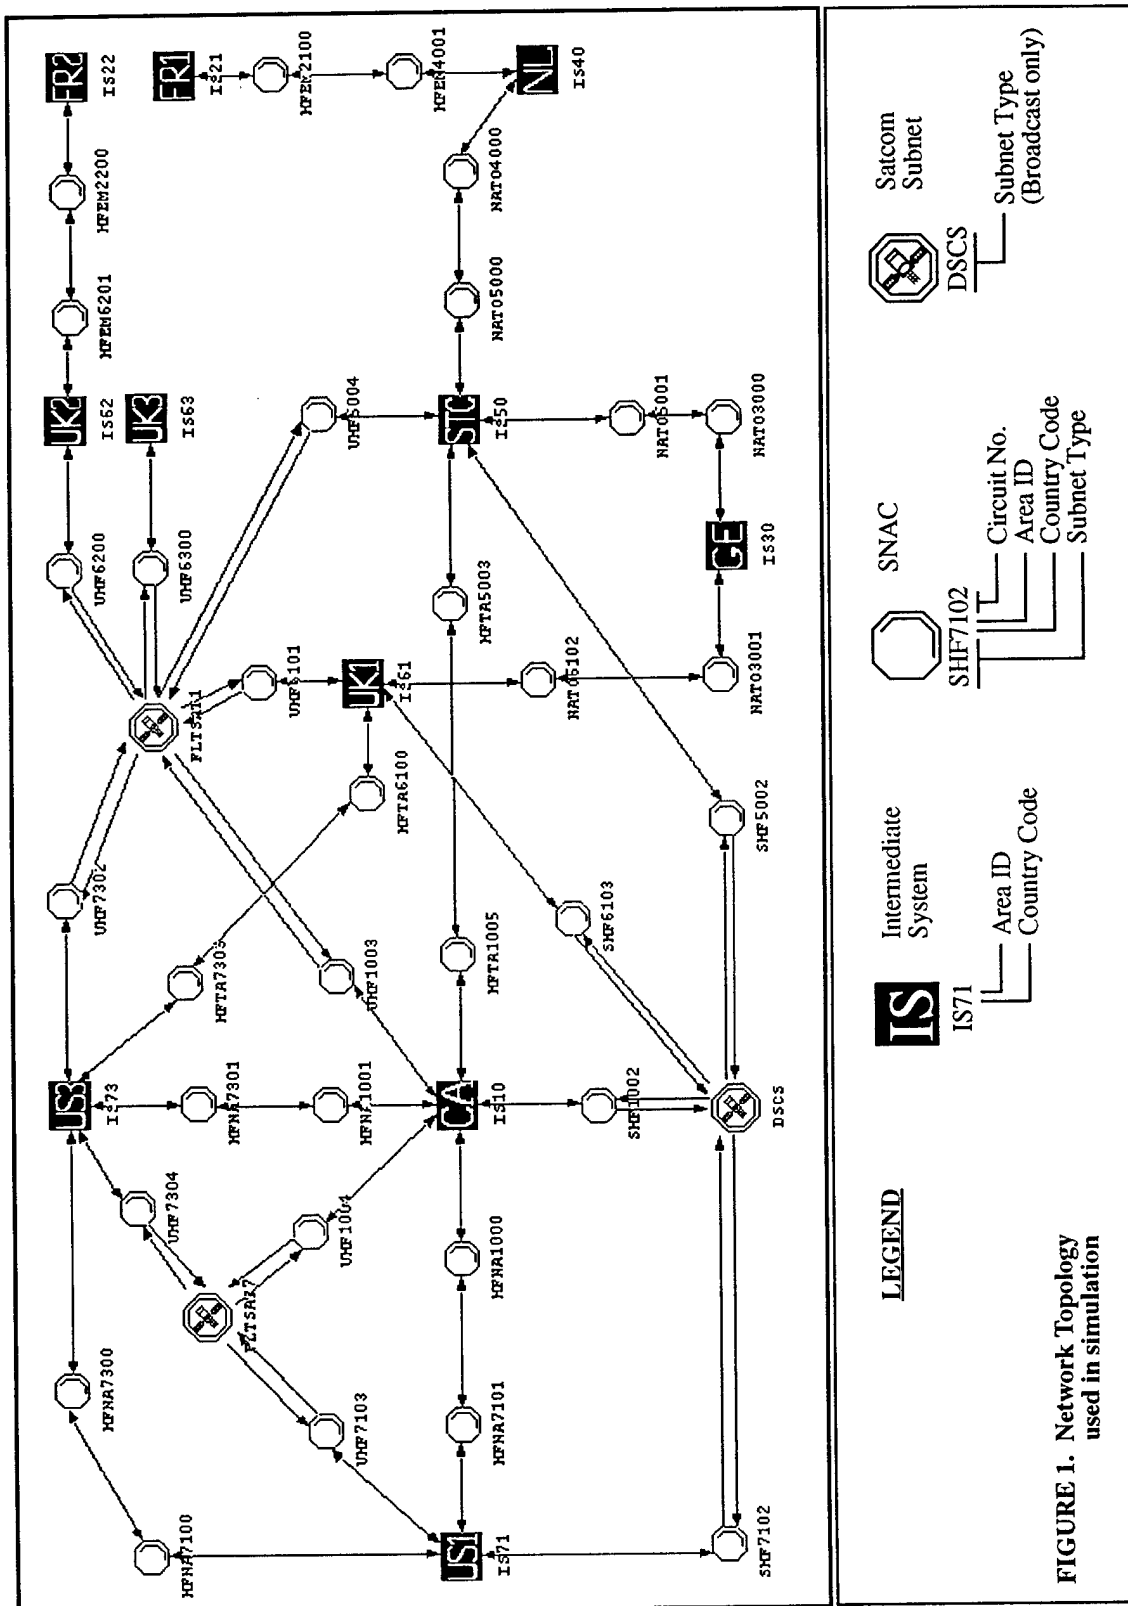 US3
IS73
UHF7302
UK2
IS62
UHF6200
HFEM6201
HFEM2200
FR2
IS22
HFNA7300
HFNA7100
UHF7304
HFNA7301
FLTSAT1
UHF6300
UK3
IS63
FR1
IS21
HFEM2100
HFEM4001
NL
IS40
FLTSAT7
UHF7103
UHF1004
HFNA1001
UHF1003
HFTA6100
UHF6101
UK1
IS61
UHF5004
US1
IS71
HFNA7101
HFNA1000
CA
IS10
HFTA1005
HFTA5003
STC
IS50
NATO5000
NATO4000
SHF1002
SHF6103
NATO6102
NATO5001
SHF7102
DSCS
SHF5002
NATO3001
GE
IS30
NATO3000
LEGEND
Intermediate
System
IS
IS71
Area ID
Country Code
SNAC
SHF7102
Circuit No.
Area ID
Country Code
Subnet Type
Satcom
Subnet
DSCS
Subnet Type
(Broadcast only)
FIGURE 1. Network Topology
used in simulation